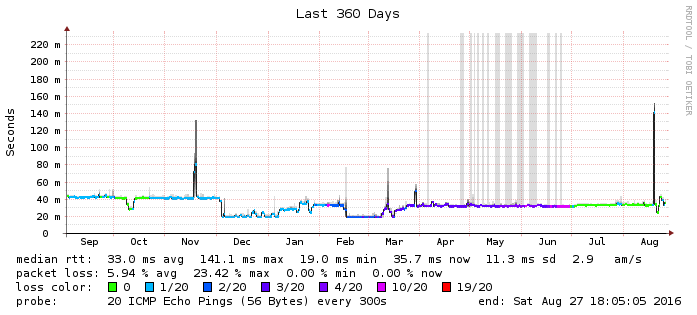 Last 360 Days
RRDTOOL / TOBI OETIKER
Seconds
220 m
200 m
180 m
160 m
140 m
120 m
100 m
80 m
60 m
40 m
20 m
0
Sep Oct Nov Dec Jan Feb Mar Apr May Jun Jul Aug
median rtt: 33.0 ms avg 141.1 ms max 19.0 ms min 35.7 ms now 11.3 ms sd 2.9 am/s
packet loss: 5.94 % avg 23.42 % max 0.00 % min 0.00 % now
loss color: 0 1/20 2/20 3/20 4/20 10/20 19/20
probe: 20 ICMP Echo Pings (56 Bytes) every 300s end: Sat Aug 27 18:05:05 2016